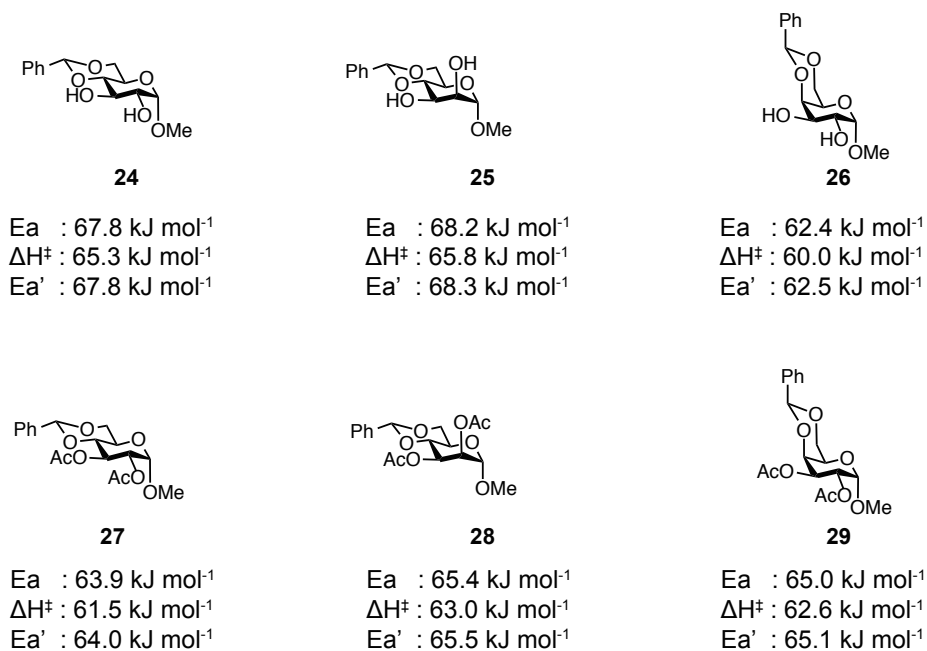 Ph O O O HO HO OMe
24
Ea : 67.8 kJ mol-1
ΔH‡ : 65.3 kJ mol-1
Ea’ : 67.8 kJ mol-1
Ph O O OH O HO OMe
25
Ea : 68.2 kJ mol-1
ΔH‡ : 65.8 kJ mol-1
Ea’ : 68.3 kJ mol-1
Ph O O O HO HO OMe
26
Ea : 62.4 kJ mol-1
ΔH‡ : 60.0 kJ mol-1
Ea’ : 62.5 kJ mol-1
Ph O O O AcO AcO OMe
27
Ea : 63.9 kJ mol-1
ΔH‡ : 61.5 kJ mol-1
Ea’ : 64.0 kJ mol-1
Ph O O OAc O AcO OMe
28
Ea : 65.4 kJ mol-1
ΔH‡ : 63.0 kJ mol-1
Ea’ : 65.5 kJ mol-1
Ph O O O AcO AcO OMe
29
Ea : 65.0 kJ mol-1
ΔH‡ : 62.6 kJ mol-1
Ea’ : 65.1 kJ mol-1